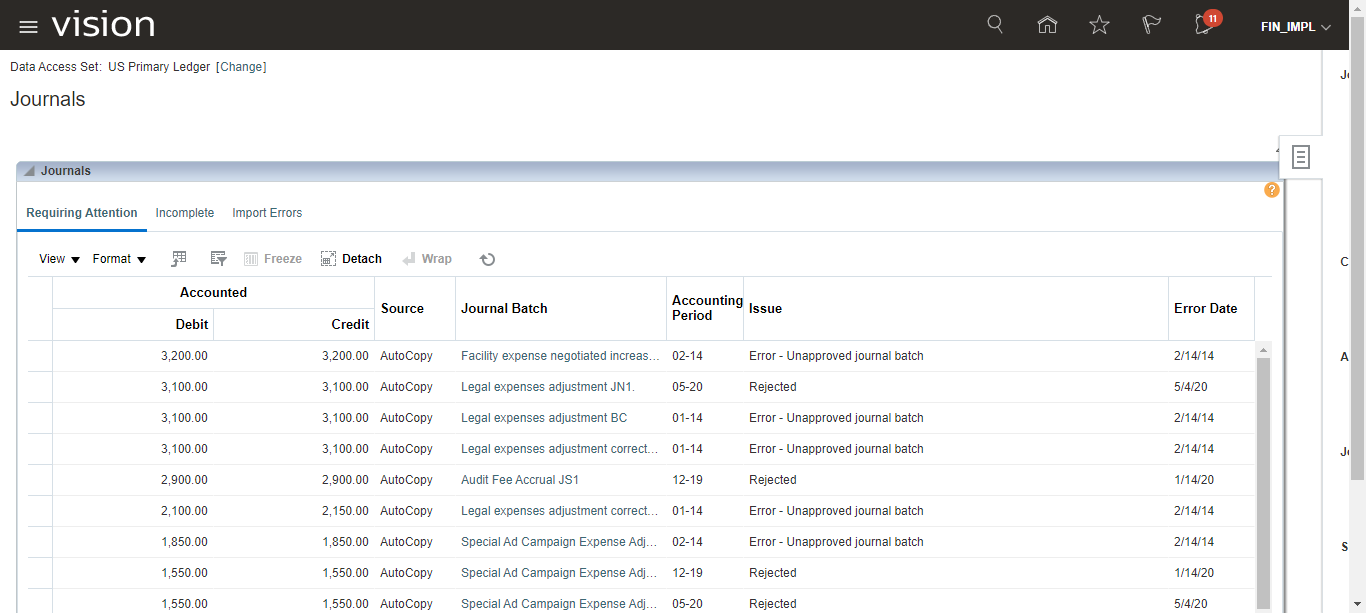 vision
11
FIN_IMPL
Data Access Set: US Primary Ledger [Change]
Journals
Journals
?
Requiring Attention Incomplete Import Errors
View Format Freeze Detach Wrap
Accounted Source Journal Batch Accounting Period Issue Error Date
Debit Credit
3,200.00 3,200.00 AutoCopy Facility expense negotiated increas... 02-14 Error - Unapproved journal batch 2/14/14
3,100.00 3,100.00 AutoCopy Legal expenses adjustment JN1. 05-20 Rejected 5/4/20
3,100.00 3,100.00 AutoCopy Legal expenses adjustment BC 01-14 Error - Unapproved journal batch 2/14/14
3,100.00 3,100.00 AutoCopy Legal expenses adjustment correct... 01-14 Error - Unapproved journal batch 2/14/14
2,900.00 2,900.00 AutoCopy Audit Fee Accrual JS1 12-19 Rejected 1/14/20
2,100.00 2,150.00 AutoCopy Legal expenses adjustment correct... 01-14 Error - Unapproved journal batch 2/14/14
1,850.00 1,850.00 AutoCopy Special Ad Campaign Expense Adj... 02-14 Error - Unapproved journal batch 2/14/14
1,550.00 1,550.00 AutoCopy Special Ad Campaign Expense Adj... 12-19 Rejected 1/14/20
1,550.00 1,550.00 AutoCopy Special Ad Campaign Expense Adj... 05-20 Rejected 5/4/20